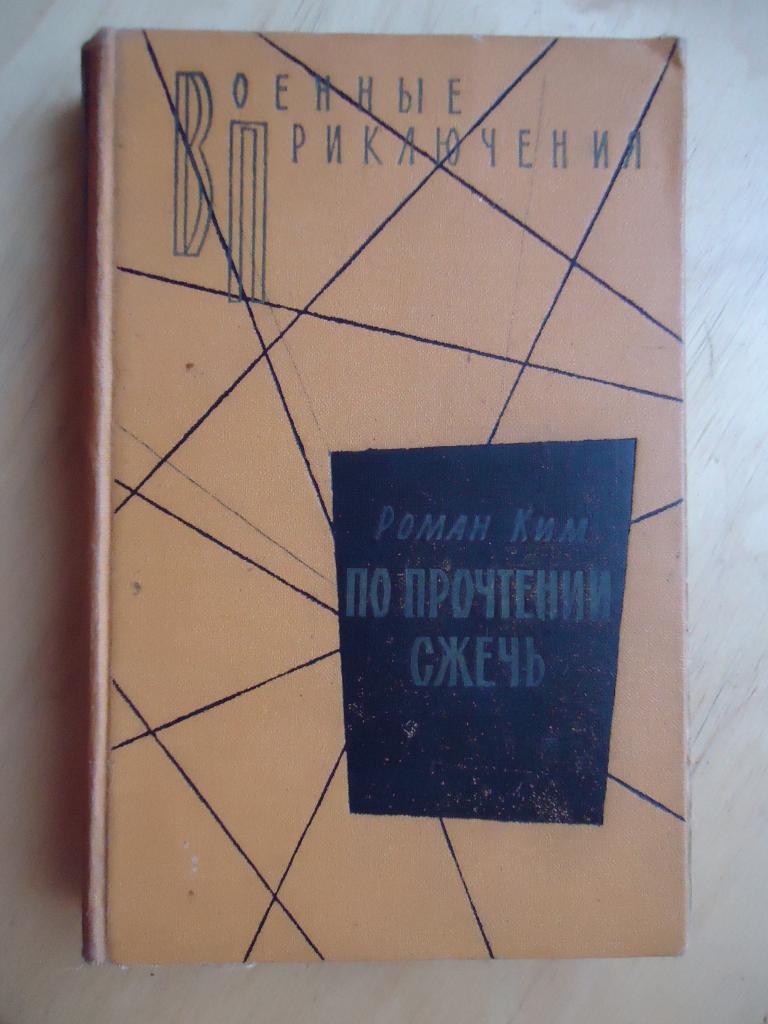 Военные
Приключения
Роман Ким
ПО ПРОЧТЕНИИ
СЖЕЧЬ